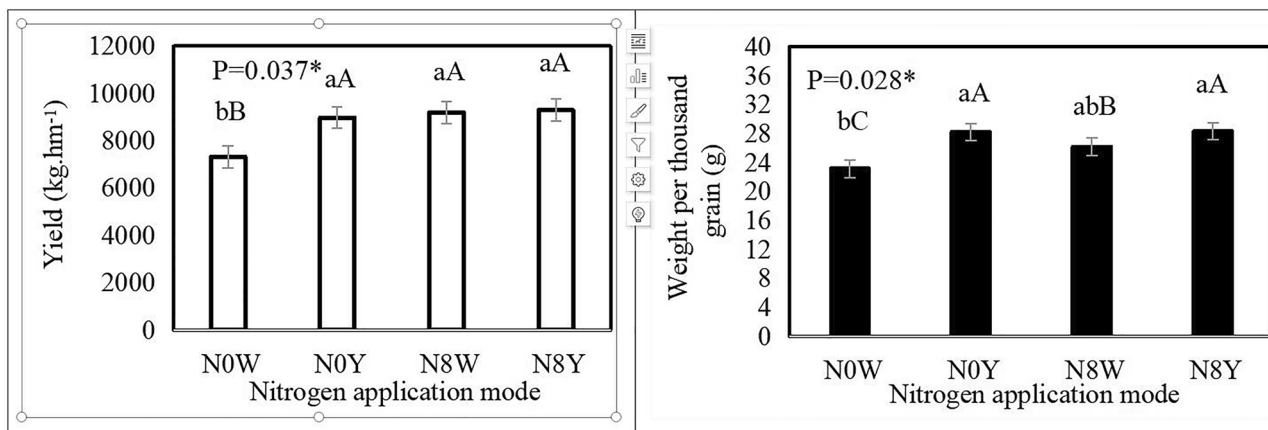 12000
10000
8000
6000
4000
2000
0
Yield (kg.hm⁻¹)
P=0.037*
bB
aA
aA
aA
N0W
N0Y
N8W
N8Y
Nitrogen application mode
40
36
32
28
24
20
16
12
8
4
0
Weight per thousand
grain (g)
P=0.028*
bC
aA
abB
aA
N0W
N0Y
N8W
N8Y
Nitrogen application mode